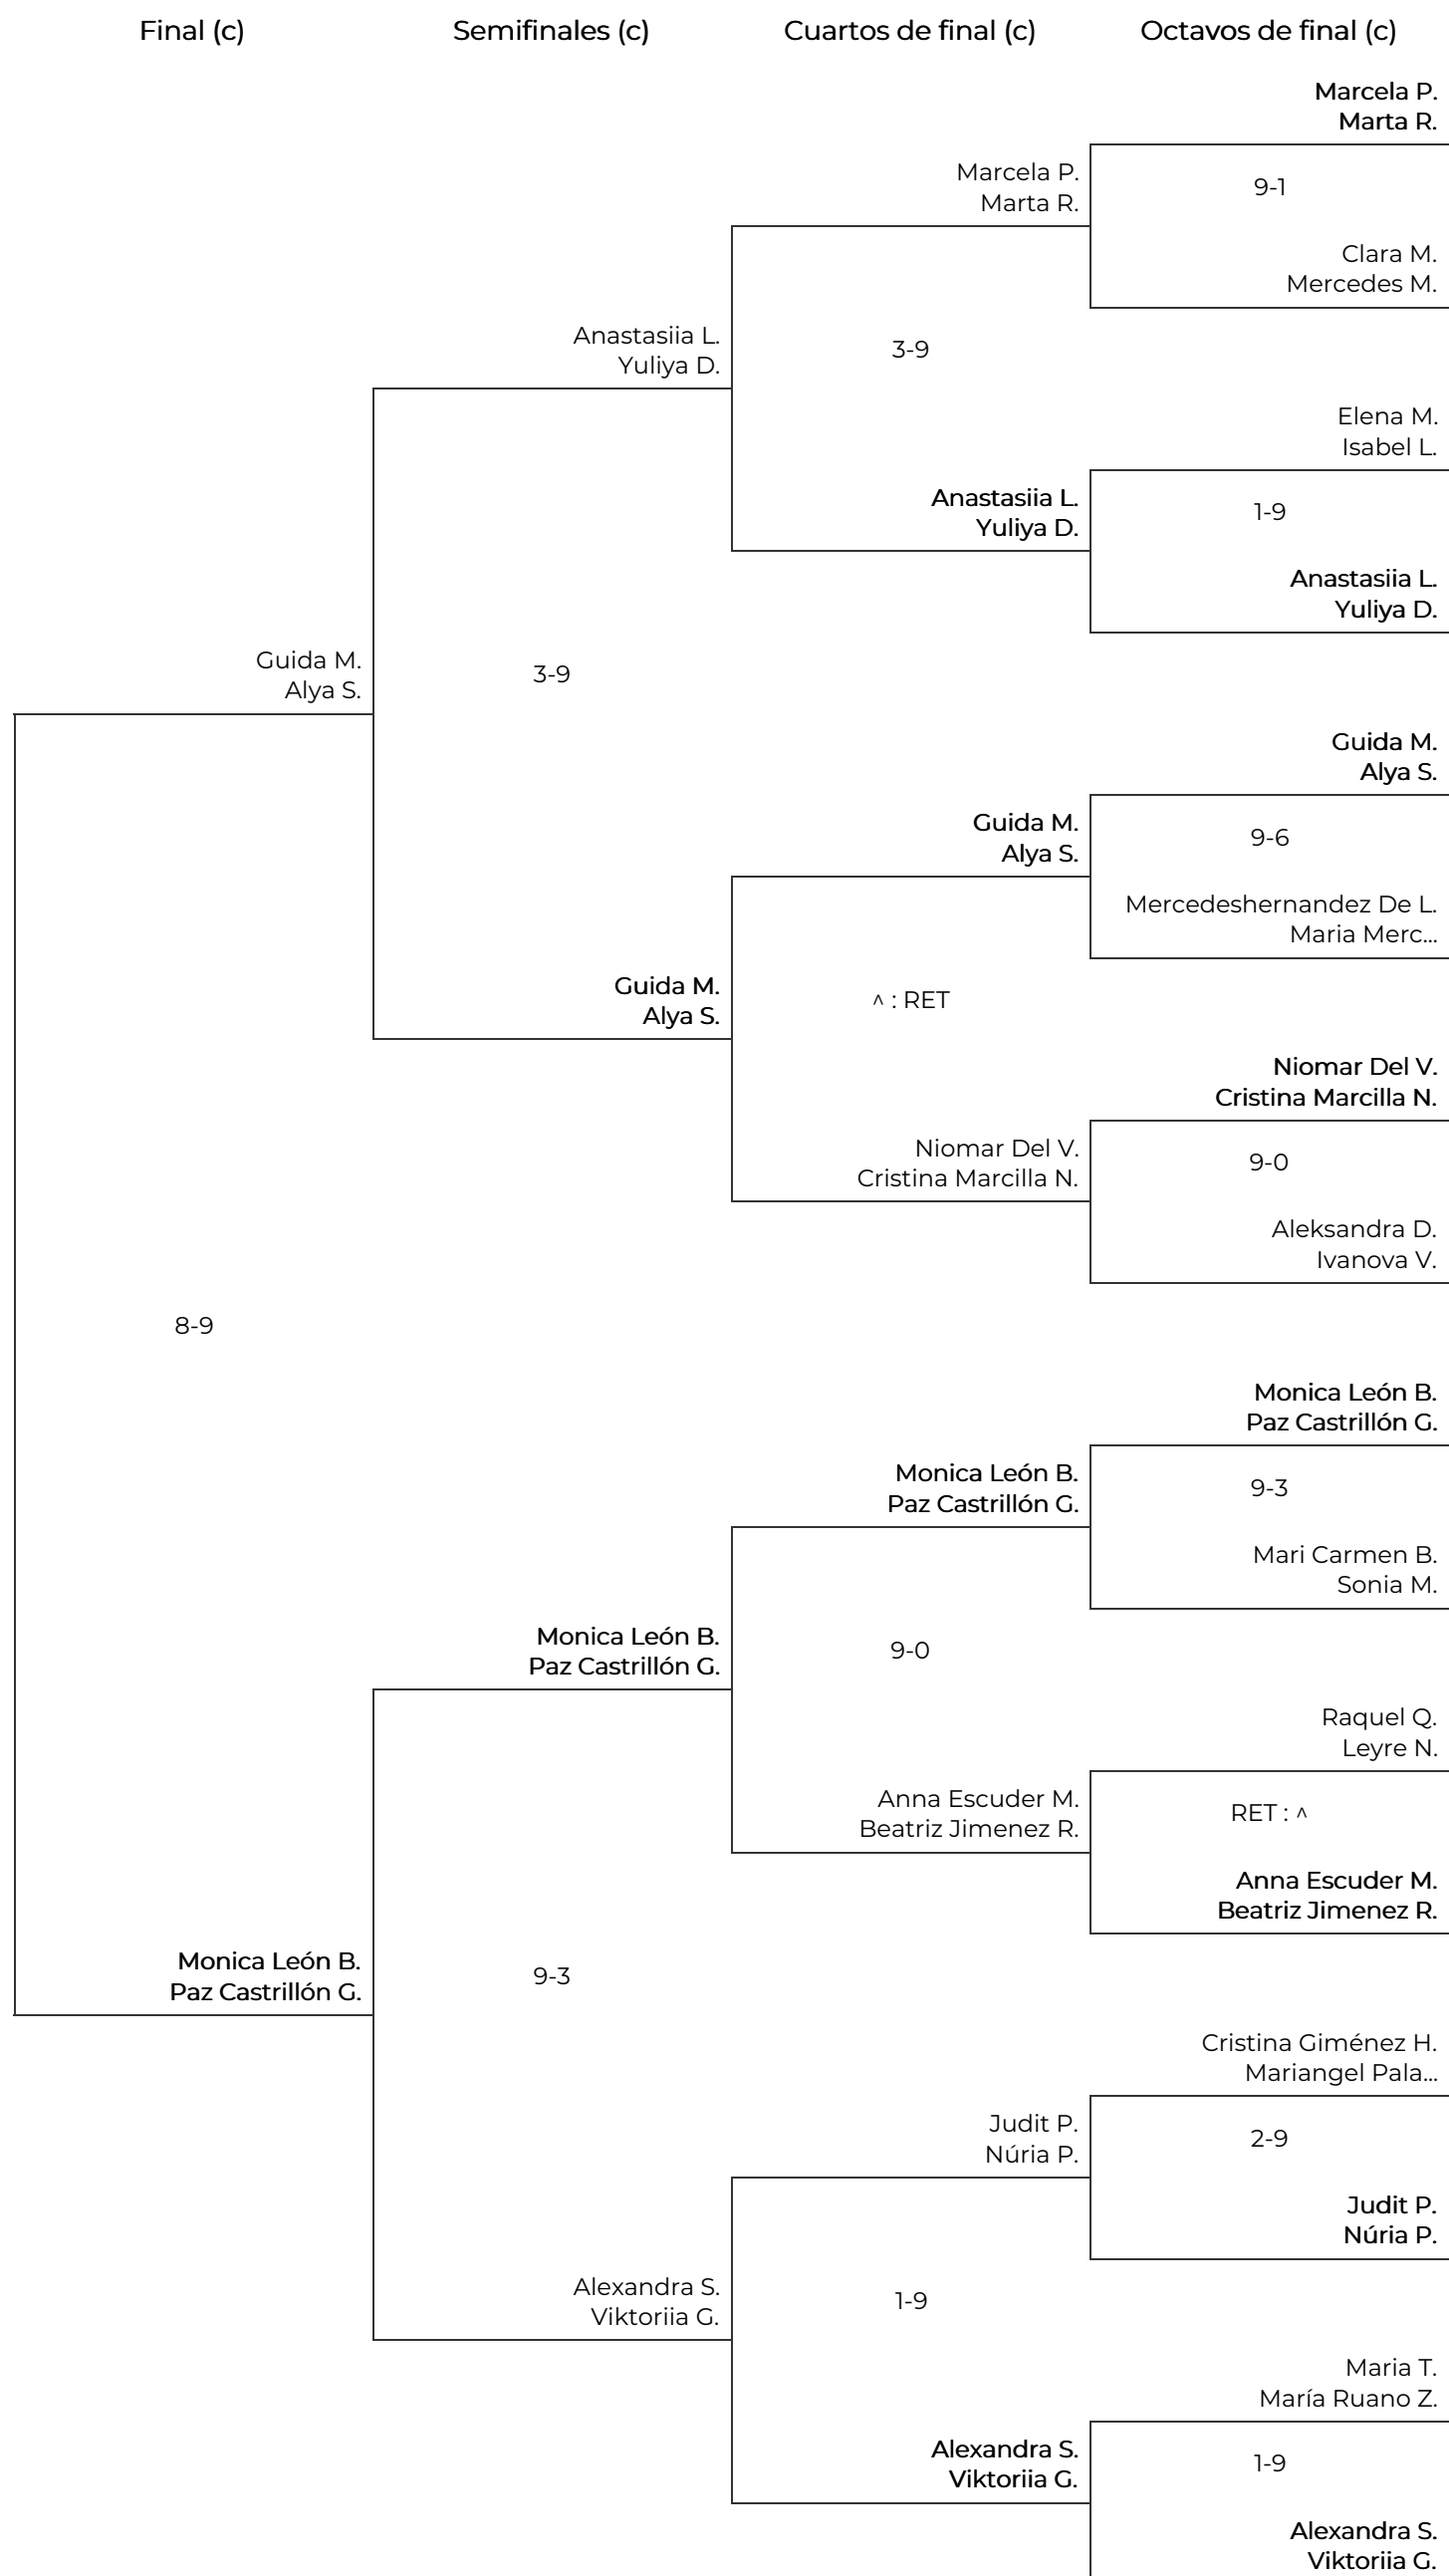 Final (c)
Semifinales (c)
Cuartos de final (c)
Octavos de final (c)
Marcela P.
Marta R.
Marcela P.
Marta R.
9-1
Clara M.
Mercedes M.
Anastasiia L.
Yuliya D.
3-9
Elena M.
Isabel L.
Anastasiia L.
Yuliya D.
1-9
Anastasiia L.
Yuliya D.
Guida M.
Alya S.
3-9
Guida M.
Alya S.
Guida M.
Alya S.
9-6
Mercedeshernandez De L.
Maria Merc...
Guida M.
Alya S.
^ : RET
Niomar Del V.
Cristina Marcilla N.
Niomar Del V.
Cristina Marcilla N.
9-0
Aleksandra D.
Ivanova V.
8-9
Monica León B.
Paz Castrillón G.
Monica León B.
Paz Castrillón G.
9-3
Mari Carmen B.
Sonia M.
Monica León B.
Paz Castrillón G.
9-0
Raquel Q.
Leyre N.
Anna Escuder M.
Beatriz Jimenez R.
RET : ^
Anna Escuder M.
Beatriz Jimenez R.
Monica León B.
Paz Castrillón G.
9-3
Cristina Giménez H.
Mariangel Pala...
Judit P.
Núria P.
2-9
Judit P.
Núria P.
Alexandra S.
Viktoriia G.
1-9
Maria T.
María Ruano Z.
Alexandra S.
Viktoriia G.
1-9
Alexandra S.
Viktoriia G.